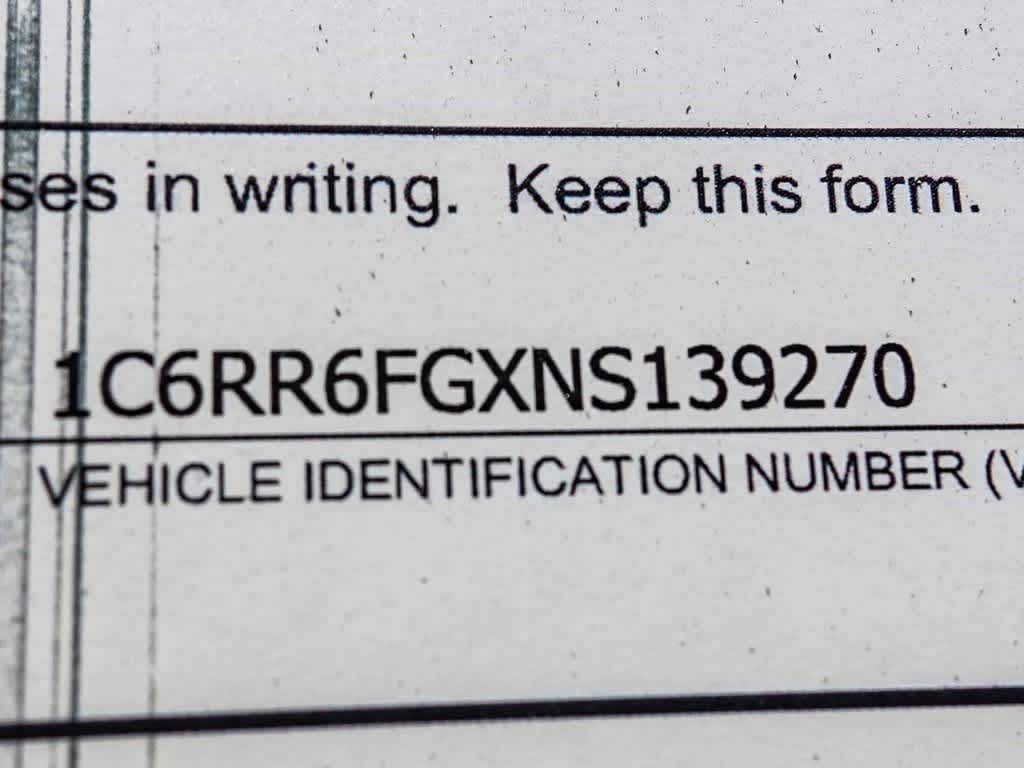 ses in writing. Keep this form.
1C6RR6FGXNS139270
VEHICLE IDENTIFICATION NUMBER (V